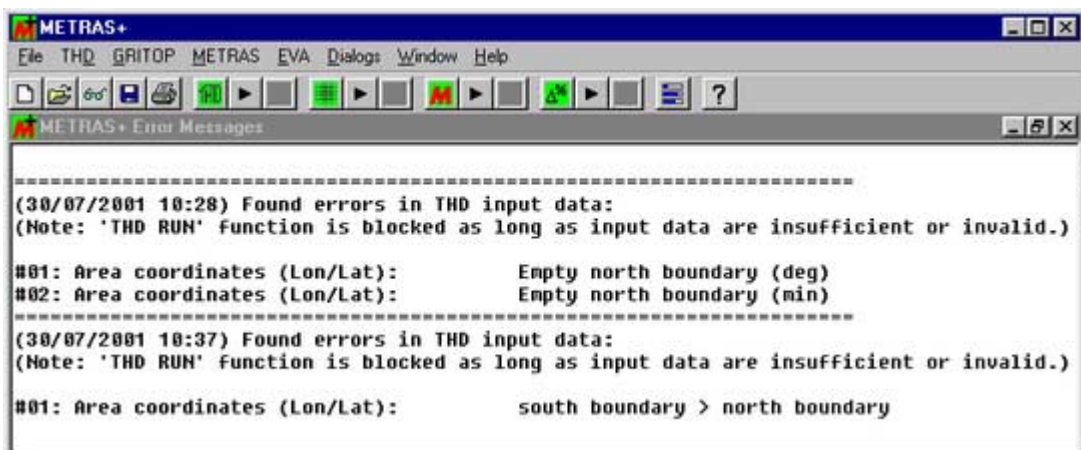 METRAS+
File THD GRITOP METRAS EVA Dialogs Window Help
THD M Δ% ?
METRAS+ Error Messages
======================================================================
(30/07/2001 10:28) Found errors in THD input data:
(Note: 'THD RUN' function is blocked as long as input data are insufficient or invalid.)
#01: Area coordinates (Lon/Lat): Empty north boundary (deg)
#02: Area coordinates (Lon/Lat): Empty north boundary (min)
======================================================================
(30/07/2001 10:37) Found errors in THD input data:
(Note: 'THD RUN' function is blocked as long as input data are insufficient or invalid.)
#01: Area coordinates (Lon/Lat): south boundary > north boundary